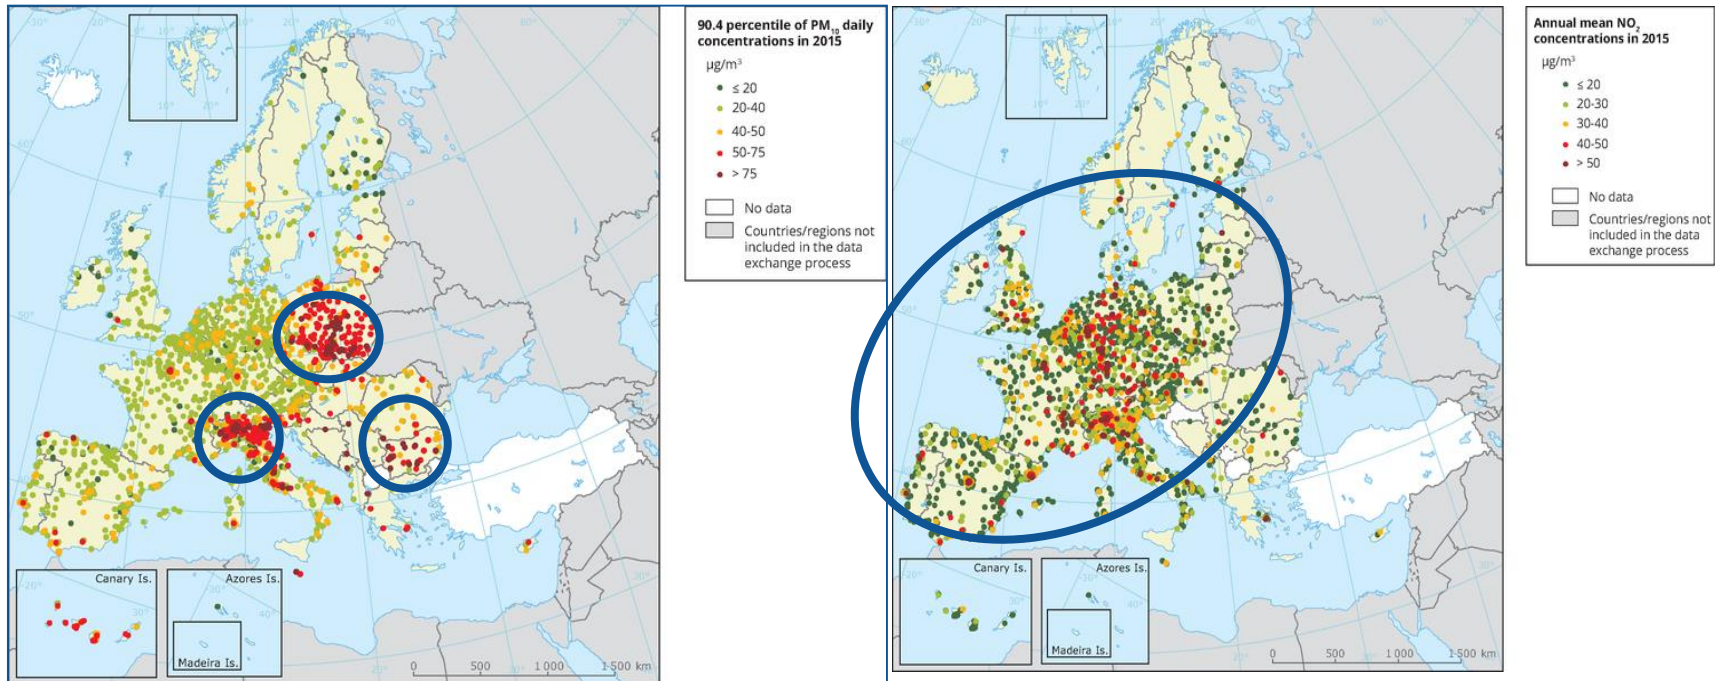 90.4 percentile of PM₁₀ daily
concentrations in 2015
µg/m³
≤ 20
20-40
40-50
50-75
> 75
No data
Countries/regions not
included in the data
exchange process
Canary Is.
Azores Is.
Madeira Is.
0 500 1 000 1 500 km
Annual mean NO₂
concentrations in 2015
µg/m³
≤ 20
20-30
30-40
40-50
> 50
No data
Countries/regions not
included in the data
exchange process
Canary Is.
Azores Is.
Madeira Is.
0 500 1 000 1 500 km